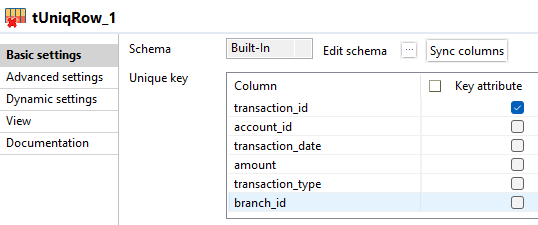 tUniqRow_1
Basic settings
Advanced settings
Dynamic settings
View
Documentation
Schema Built-In Edit schema ... Sync columns
Unique key
Column Key attribute
transaction_id
account_id
transaction_date
amount
transaction_type
branch_id